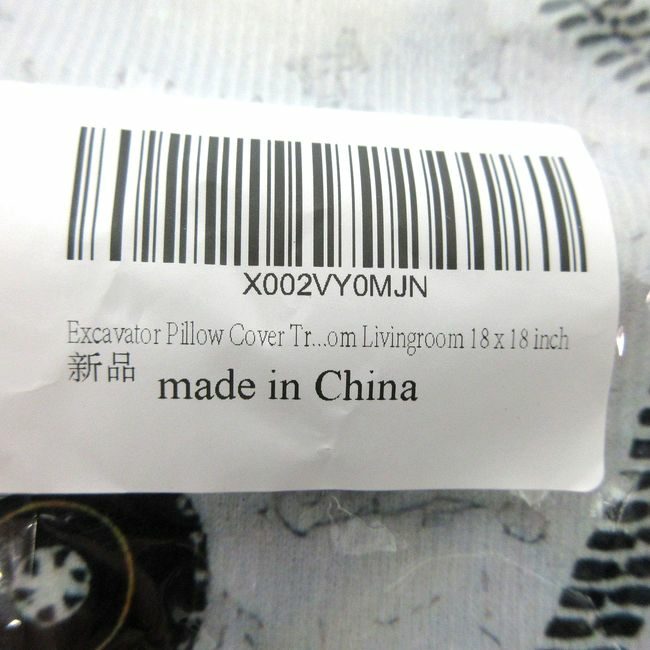 X002VY0MJN
Excavator Pillow Cover Tr...om Livingroom 18 x 18 inch
新品
made in China